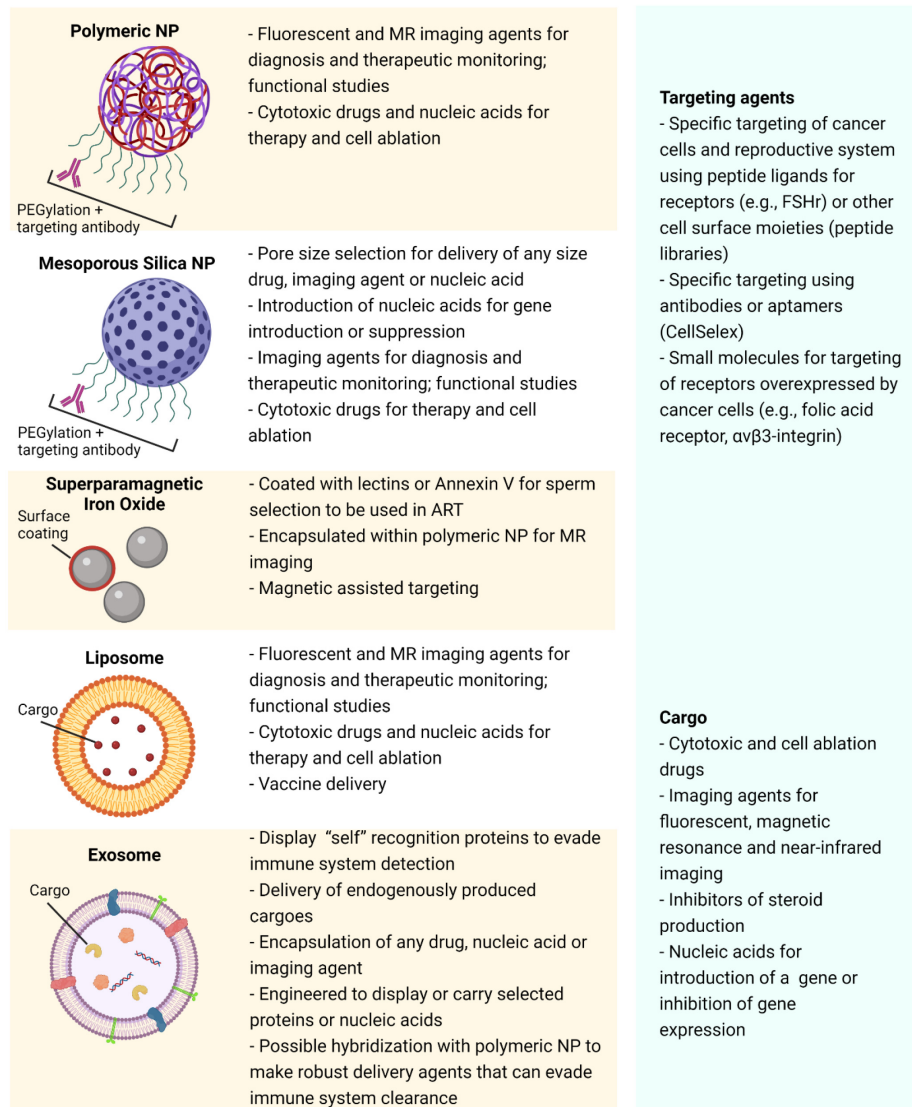 Polymeric NP
PEGylation +
targeting antibody
- Fluorescent and MR imaging agents for
diagnosis and therapeutic monitoring;
functional studies
- Cytotoxic drugs and nucleic acids for
therapy and cell ablation
Mesoporous Silica NP
PEGylation +
targeting antibody
- Pore size selection for delivery of any size
drug, imaging agent or nucleic acid
- Introduction of nucleic acids for gene
introduction or suppression
- Imaging agents for diagnosis and
therapeutic monitoring; functional studies
- Cytotoxic drugs for therapy and cell
ablation
Superparamagnetic
Iron Oxide
Surface
coating
- Coated with lectins or Annexin V for sperm
selection to be used in ART
- Encapsulated within polymeric NP for MR
imaging
- Magnetic assisted targeting
Liposome
Cargo
- Fluorescent and MR imaging agents for
diagnosis and therapeutic monitoring;
functional studies
- Cytotoxic drugs and nucleic acids for
therapy and cell ablation
- Vaccine delivery
Exosome
Cargo
- Display “self” recognition proteins to evade
immune system detection
- Delivery of endogenously produced
cargoes
- Encapsulation of any drug, nucleic acid or
imaging agent
- Engineered to display or carry selected
proteins or nucleic acids
- Possible hybridization with polymeric NP to
make robust delivery agents that can evade
immune system clearance
Targeting agents
- Specific targeting of cancer
cells and reproductive system
using peptide ligands for
receptors (e.g., FSHr) or other
cell surface moieties (peptide
libraries)
- Specific targeting using
antibodies or aptamers
(CellSelex)
- Small molecules for targeting
of receptors overexpressed by
cancer cells (e.g., folic acid
receptor, αvβ3-integrin)
Cargo
- Cytotoxic and cell ablation
drugs
- Imaging agents for
fluorescent, magnetic
resonance and near-infrared
imaging
- Inhibitors of steroid
production
- Nucleic acids for
introduction of a gene or
inhibition of gene
expression